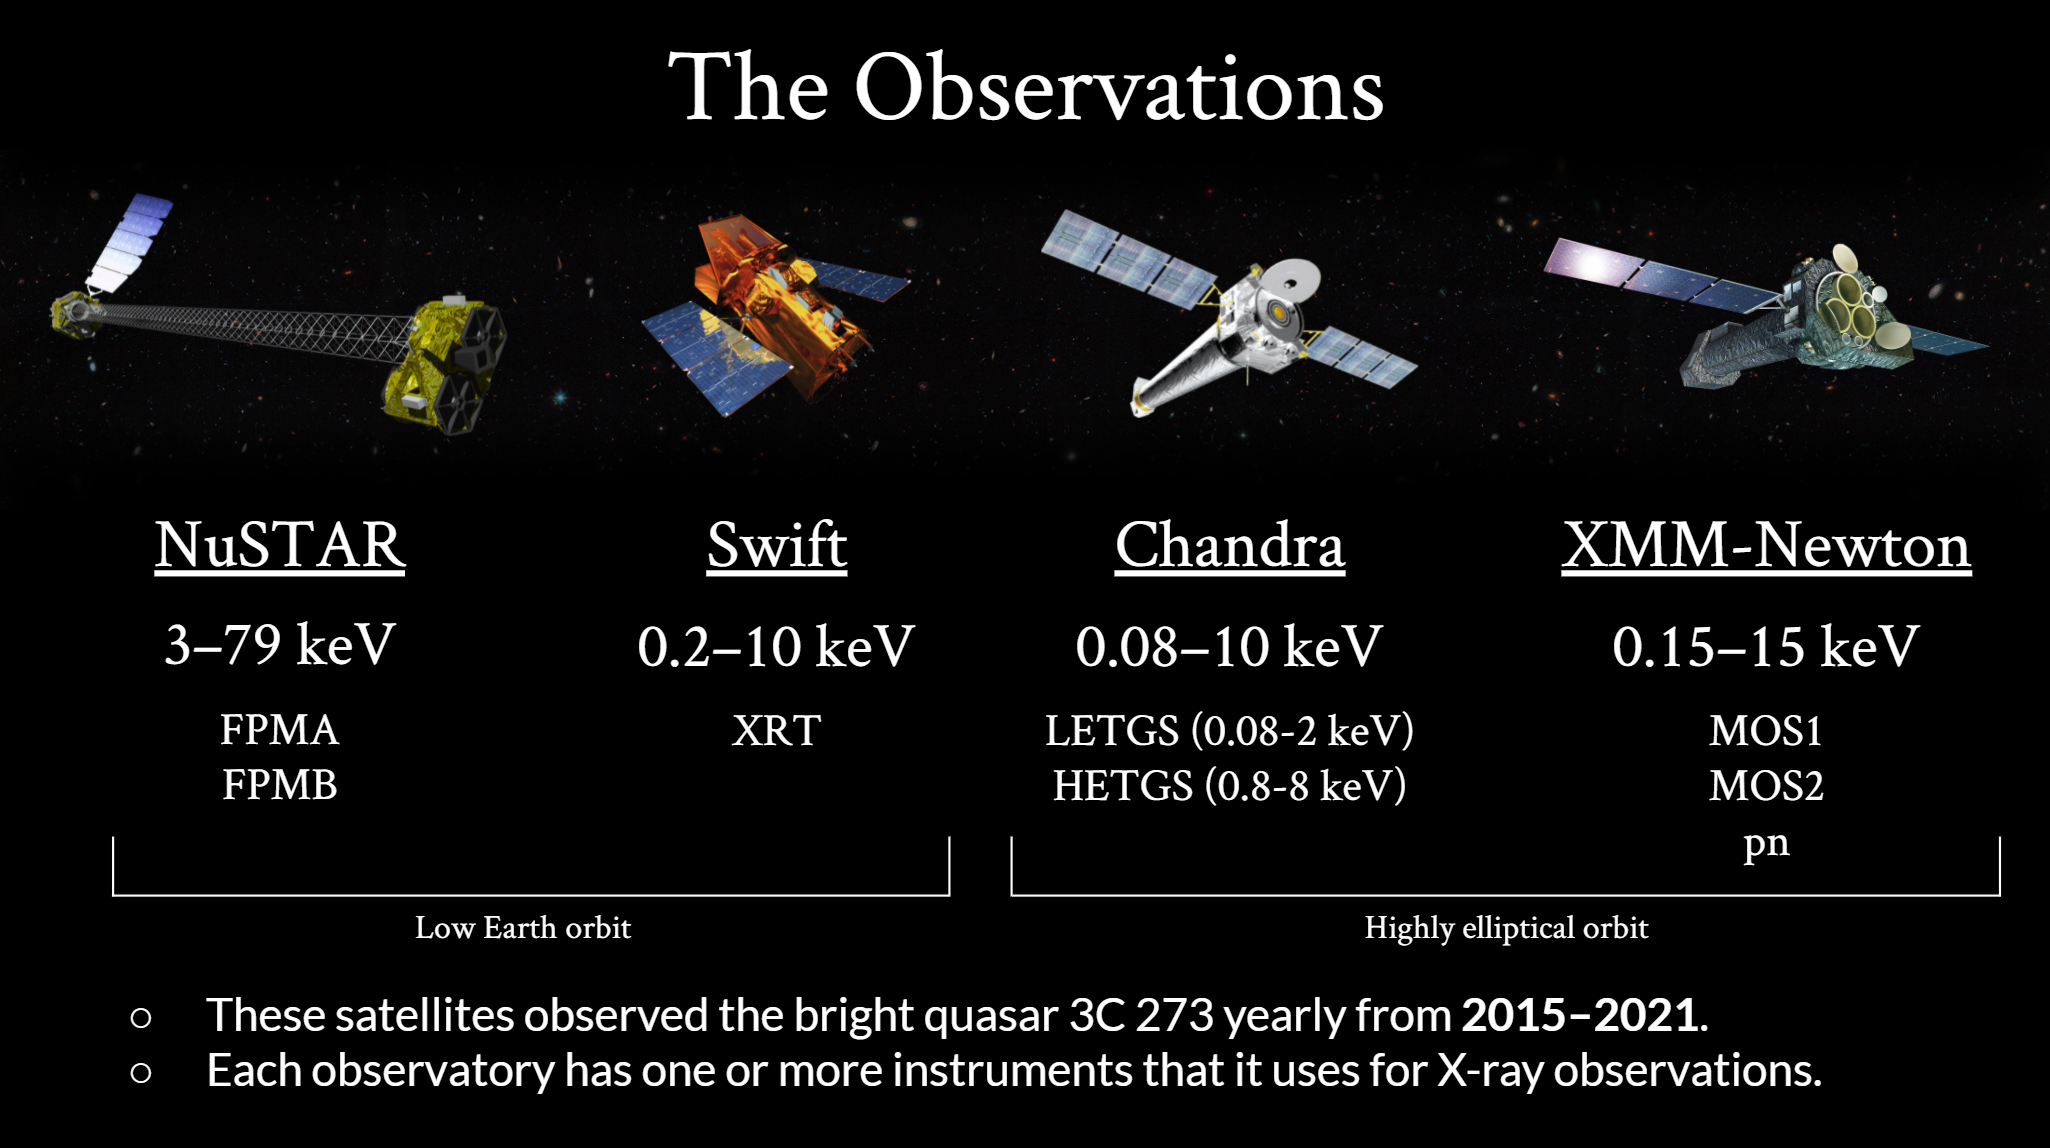 The Observations
NuSTAR
Swift
Chandra
XMM-Newton
3–79 keV
0.2–10 keV
0.08–10 keV
0.15–15 keV
FPMA
XRT
LETGS (0.08-2 keV)
MOS1
FPMB
HETGS (0.8-8 keV)
MOS2
pn
Low Earth orbit
Highly elliptical orbit
○ These satellites observed the bright quasar 3C 273 yearly from 2015–2021.
○ Each observatory has one or more instruments that it uses for X-ray observations.